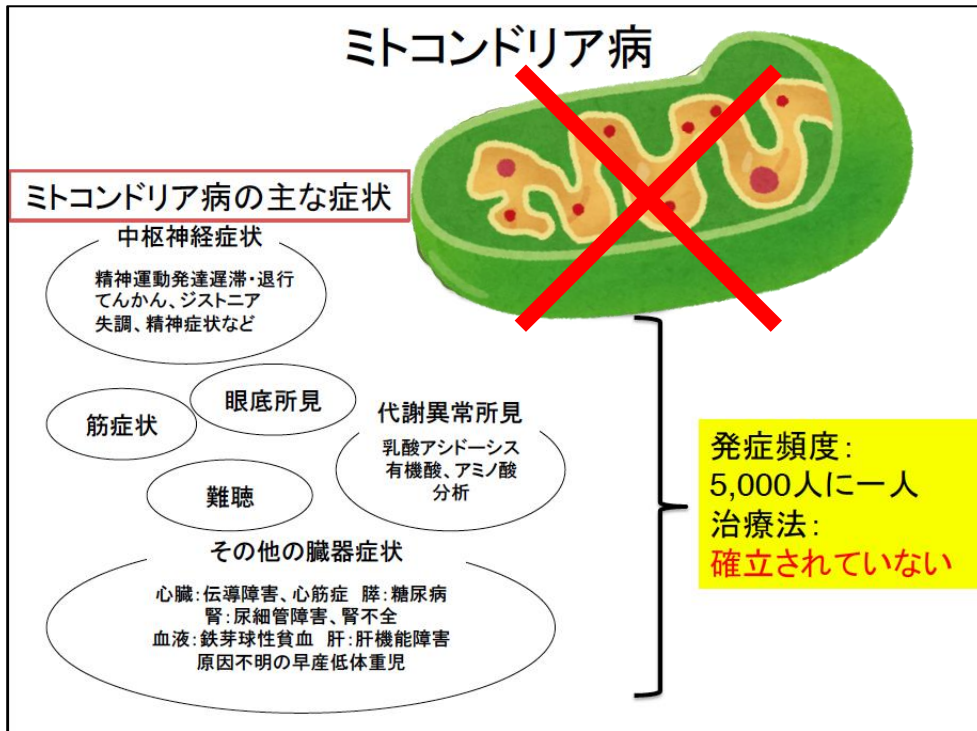 ミトコンドリア病
ミトコンドリア病の主な症状
中枢神経症状
精神運動発達遅滞・退行
てんかん、ジストニア
失調、精神症状など
眼底所見
筋症状
代謝異常所見
乳酸アシドーシス
有機酸、アミノ酸
分析
難聴
その他の臓器症状
心臓：伝導障害、心筋症 膵：糖尿病
腎：尿細管障害、腎不全
血液：鉄芽球性貧血 肝：肝機能障害
原因不明の早産低体重児
発症頻度：
5,000人に一人
治療法：
確立されていない